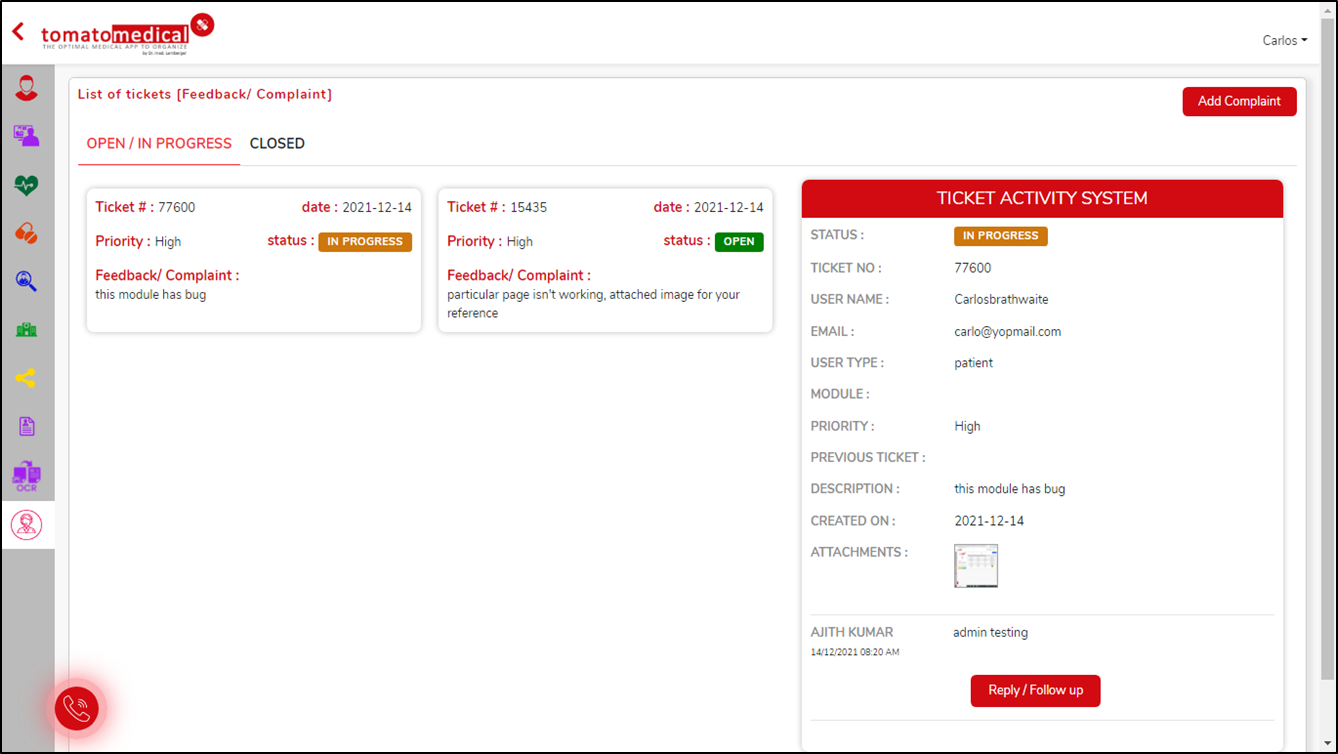 tomatomedical
THE OPTIMAL MEDICAL APP TO ORGANIZE
by Dr. med. Lamberger
Carlos
List of tickets [Feedback/ Complaint]
Add Complaint
OPEN / IN PROGRESS CLOSED
Ticket # : 77600 date : 2021-12-14
Priority : High status : IN PROGRESS
Feedback/ Complaint :
this module has bug
Ticket # : 15435 date : 2021-12-14
Priority : High status : OPEN
Feedback/ Complaint :
particular page isn't working, attached image for your
reference
TICKET ACTIVITY SYSTEM
STATUS : IN PROGRESS
TICKET NO : 77600
USER NAME : Carlosbrathwaite
EMAIL : carlo@yopmail.com
USER TYPE : patient
MODULE :
PRIORITY : High
PREVIOUS TICKET :
DESCRIPTION : this module has bug
CREATED ON : 2021-12-14
ATTACHMENTS :
AJITH KUMAR admin testing
14/12/2021 08:20 AM
Reply / Follow up
OCR